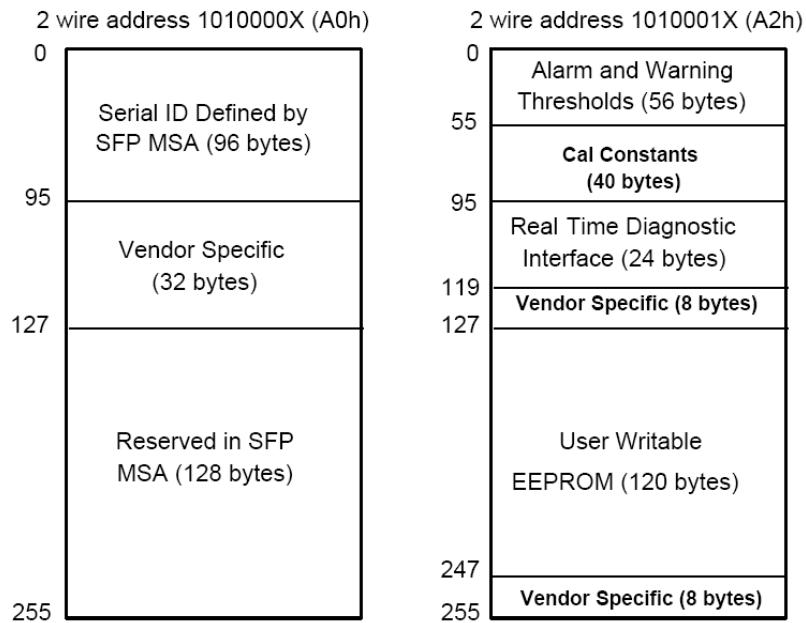 2 wire address 1010000X (A0h)
0
Serial ID Defined by
SFP MSA (96 bytes)
95
Vendor Specific
(32 bytes)
127
Reserved in SFP
MSA (128 bytes)
255
2 wire address 1010001X (A2h)
0
Alarm and Warning
Thresholds (56 bytes)
55
Cal Constants
(40 bytes)
95
Real Time Diagnostic
Interface (24 bytes)
119
Vendor Specific (8 bytes)
127
User Writable
EEPROM (120 bytes)
247
Vendor Specific (8 bytes)
255